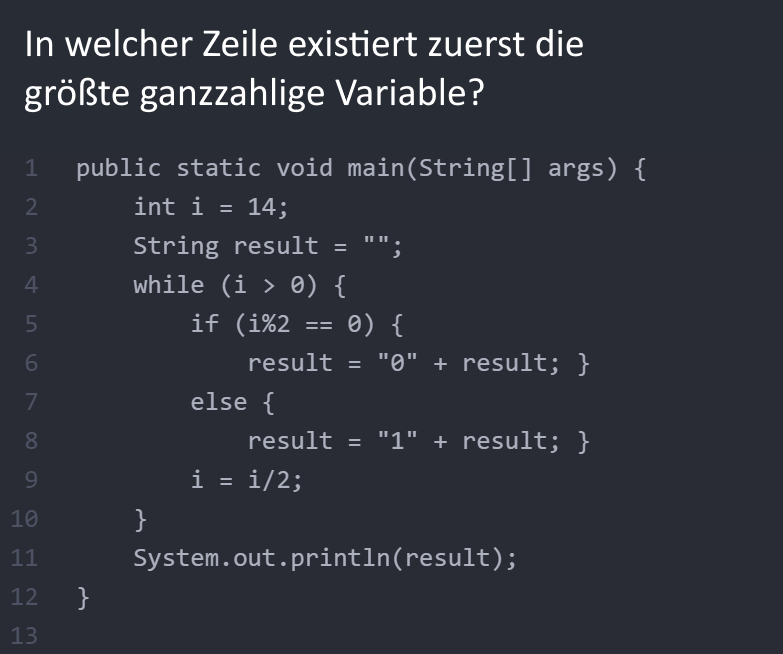 In welcher Zeile existiert zuerst die
größte ganzzahlige Variable?
1 public static void main(String[] args) {
2     int i = 14;
3     String result = "";
4     while (i > 0) {
5         if (i%2 == 0) {
6             result = "0" + result; }
7         else {
8             result = "1" + result; }
9         i = i/2;
10     }
11     System.out.println(result);
12 }
13